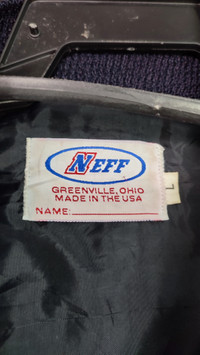 NEFF
GREENVILLE, OHIO
MADE IN THE USA
NAME:
L